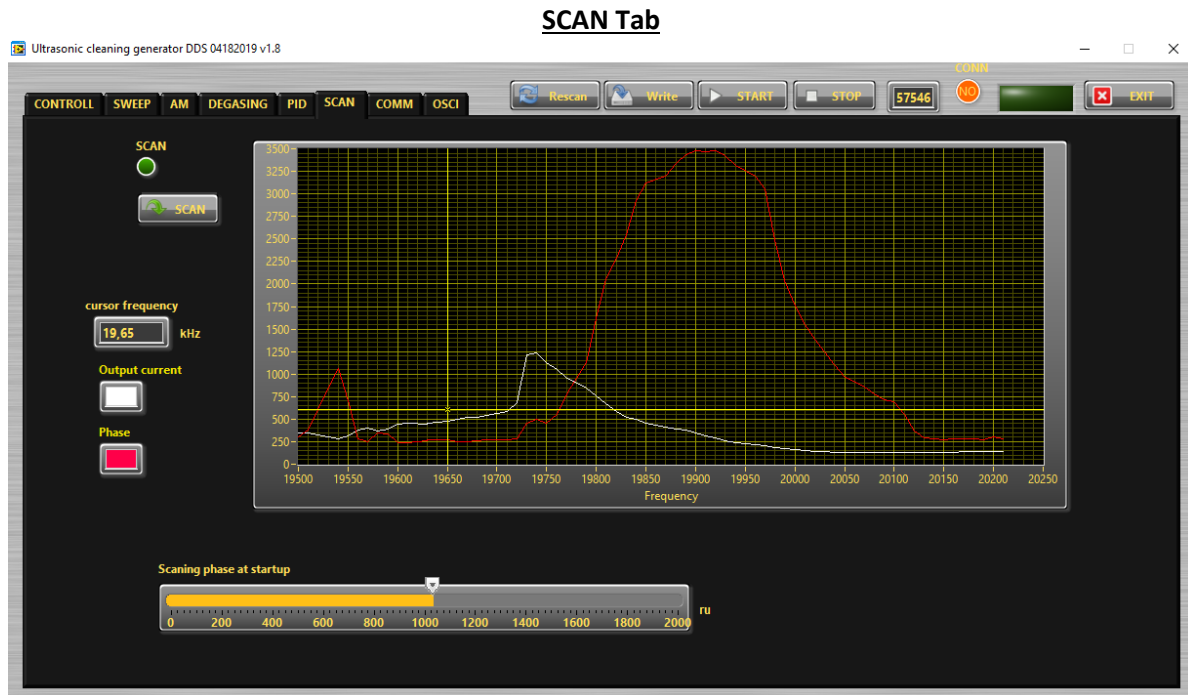 SCAN Tab
Ultrasonic cleaning generator DDS 04182019 v1.8
CONN
CONTROLL SWEEP AM DEGASING PID SCAN COMM OSCI Rescan Write START STOP 57546 NO EXIT
SCAN
SCAN
cursor frequency
19,65 kHz
Output current
Phase
3500
3250
3000
2750
2500
2250
2000
1750
1500
1250
1000
750
500
250
0
19500 19550 19600 19650 19700 19750 19800 19850 19900 19950 20000 20050 20100 20150 20200 20250
Frequency
Scaning phase at startup
0 200 400 600 800 1000 1200 1400 1600 1800 2000 ru